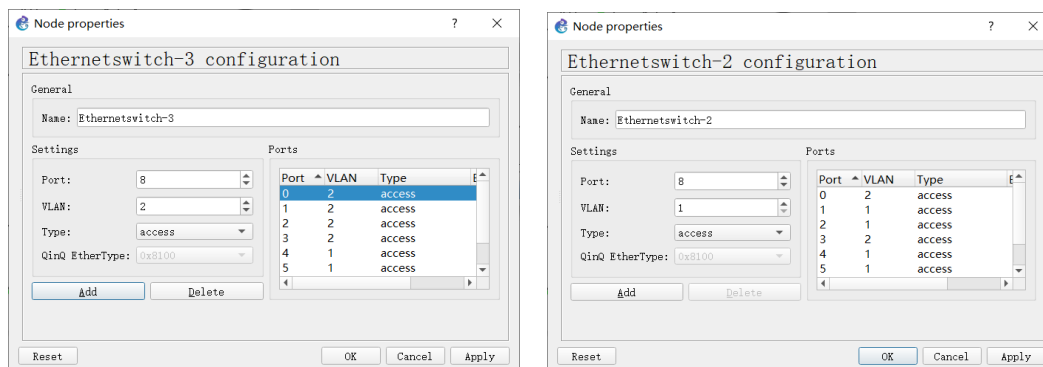 Node properties ? ×
Ethernetswitch-3 configuration
General
Name: Ethernetswitch-3
Settings
Port: 8
VLAN: 2
Type: access
QinQ EtherType: 0x8100
Add Delete
Ports
Port VLAN Type
0 2 access
1 2 access
2 2 access
3 2 access
4 1 access
5 1 access
Reset OK Cancel Apply
Node properties ? ×
Ethernetswitch-2 configuration
General
Name: Ethernetswitch-2
Settings
Port: 8
VLAN: 1
Type: access
QinQ EtherType: 0x8100
Add Delete
Ports
Port VLAN Type
0 2 access
1 1 access
2 1 access
3 2 access
4 1 access
5 1 access
Reset OK Cancel Apply